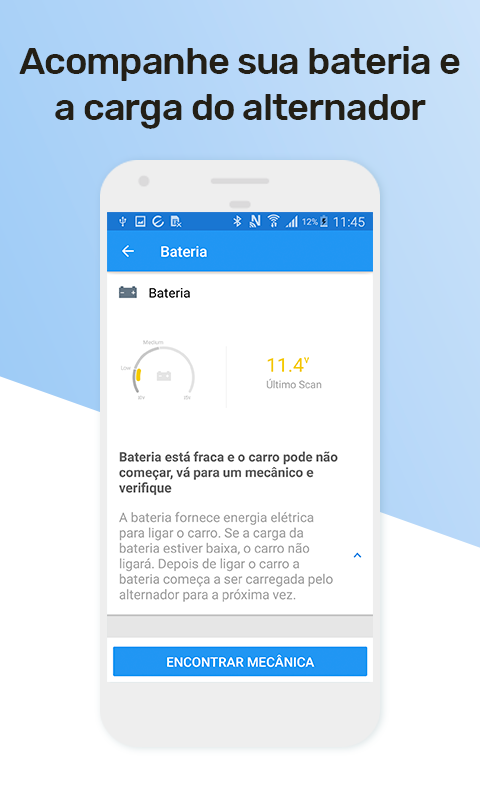 Acompanhe sua bateria e
a carga do alternador
12% 11:45
Bateria
Bateria
Medium
Low
11.4V
Último Scan
Bateria está fraca e o carro pode não
começar, vá para um mecânico e
verifique
A bateria fornece energia elétrica
para ligar o carro. Se a carga da
bateria estiver baixa, o carro não
ligará. Depois de ligar o carro a
bateria começa a ser carregada pelo
alternador para a próxima vez.
ENCONTRAR MECÂNICA